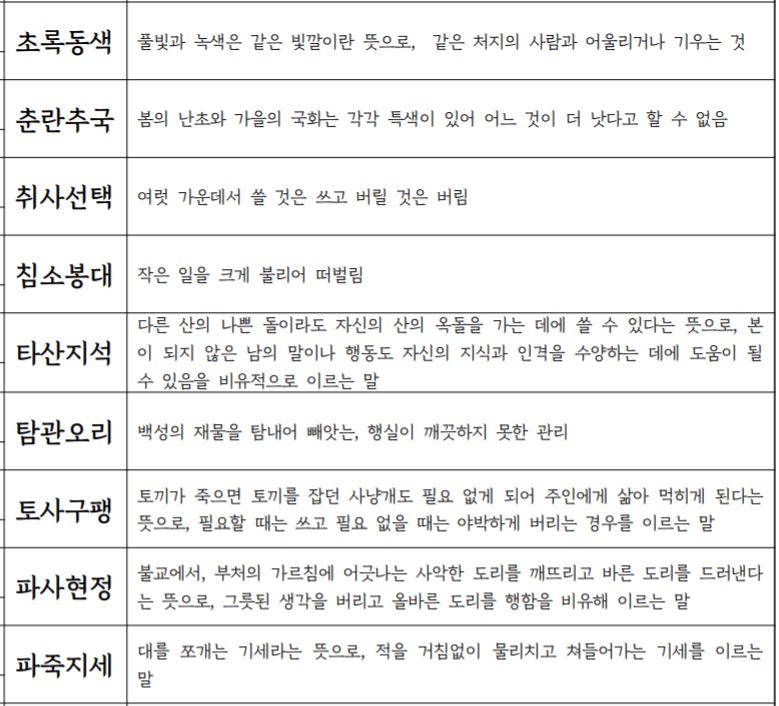 초록동색 풀빛과 녹색은 같은 빛깔이란 뜻으로, 같은 처지의 사람과 어울리거나 기우는 것
춘란추국 봄의 난초와 가을의 국화는 각각 특색이 있어 어느 것이 더 낫다고 할 수 없음
취사선택 여럿 가운데서 쓸 것은 쓰고 버릴 것은 버림
침소봉대 작은 일을 크게 불리어 떠벌림
타산지석 다른 산의 나쁜 돌이라도 자신의 산의 옥돌을 가는 데에 쓸 수 있다는 뜻으로, 본
이 되지 않은 남의 말이나 행동도 자신의 지식과 인격을 수양하는 데에 도움이 될
수 있음을 비유적으로 이르는 말
탐관오리 백성의 재물을 탐내어 빼앗는, 행실이 깨끗하지 못한 관리
토사구팽 토끼가 죽으면 토끼를 잡던 사냥개도 필요 없게 되어 주인에게 삶아 먹히게 된다는
뜻으로, 필요할 때는 쓰고 필요 없을 때는 야박하게 버리는 경우를 이르는 말
파사현정 불교에서, 부처의 가르침에 어긋나는 사악한 도리를 깨뜨리고 바른 도리를 드러낸다
는 뜻으로, 그릇된 생각을 버리고 올바른 도리를 행함을 비유해 이르는 말
파죽지세 대를 쪼개는 기세라는 뜻으로, 적을 거침없이 물리치고 쳐들어가는 기세를 이르는
말